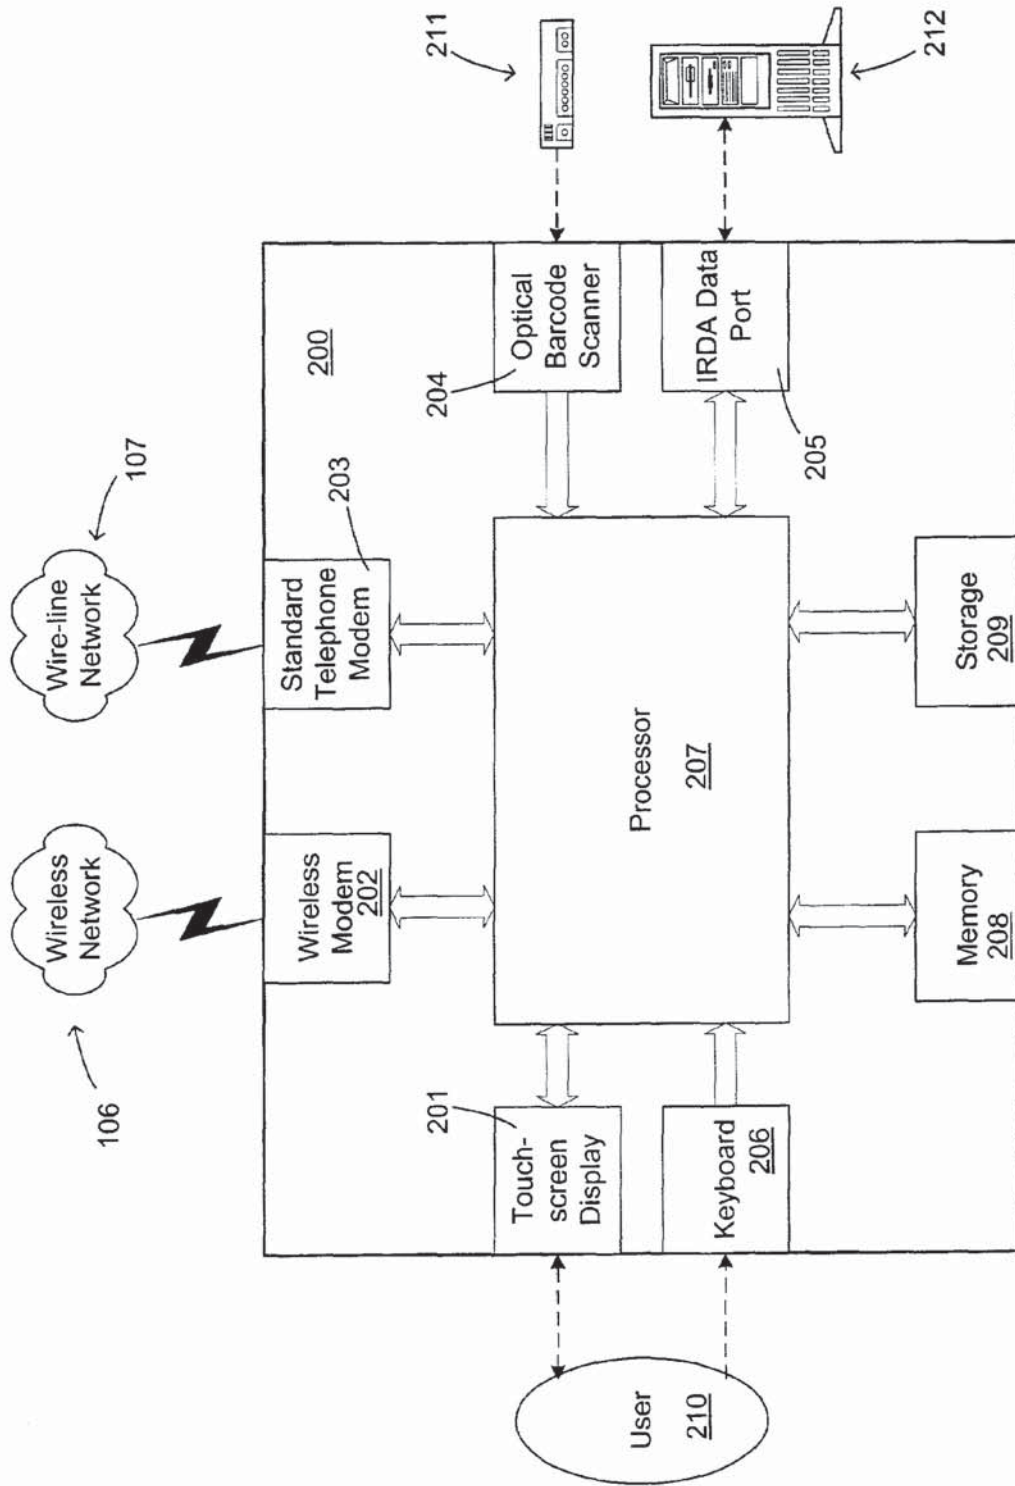 106
Wireless
Network
Wire-line
Network
107
200
Wireless
Modem
202
Standard
Telephone
Modem
203
201
Touch-
screen
Display
204
Optical
Barcode
Scanner
211
User
210
Processor
207
Keyboard
206
IRDA Data
Port
205
212
Memory
208
Storage
209